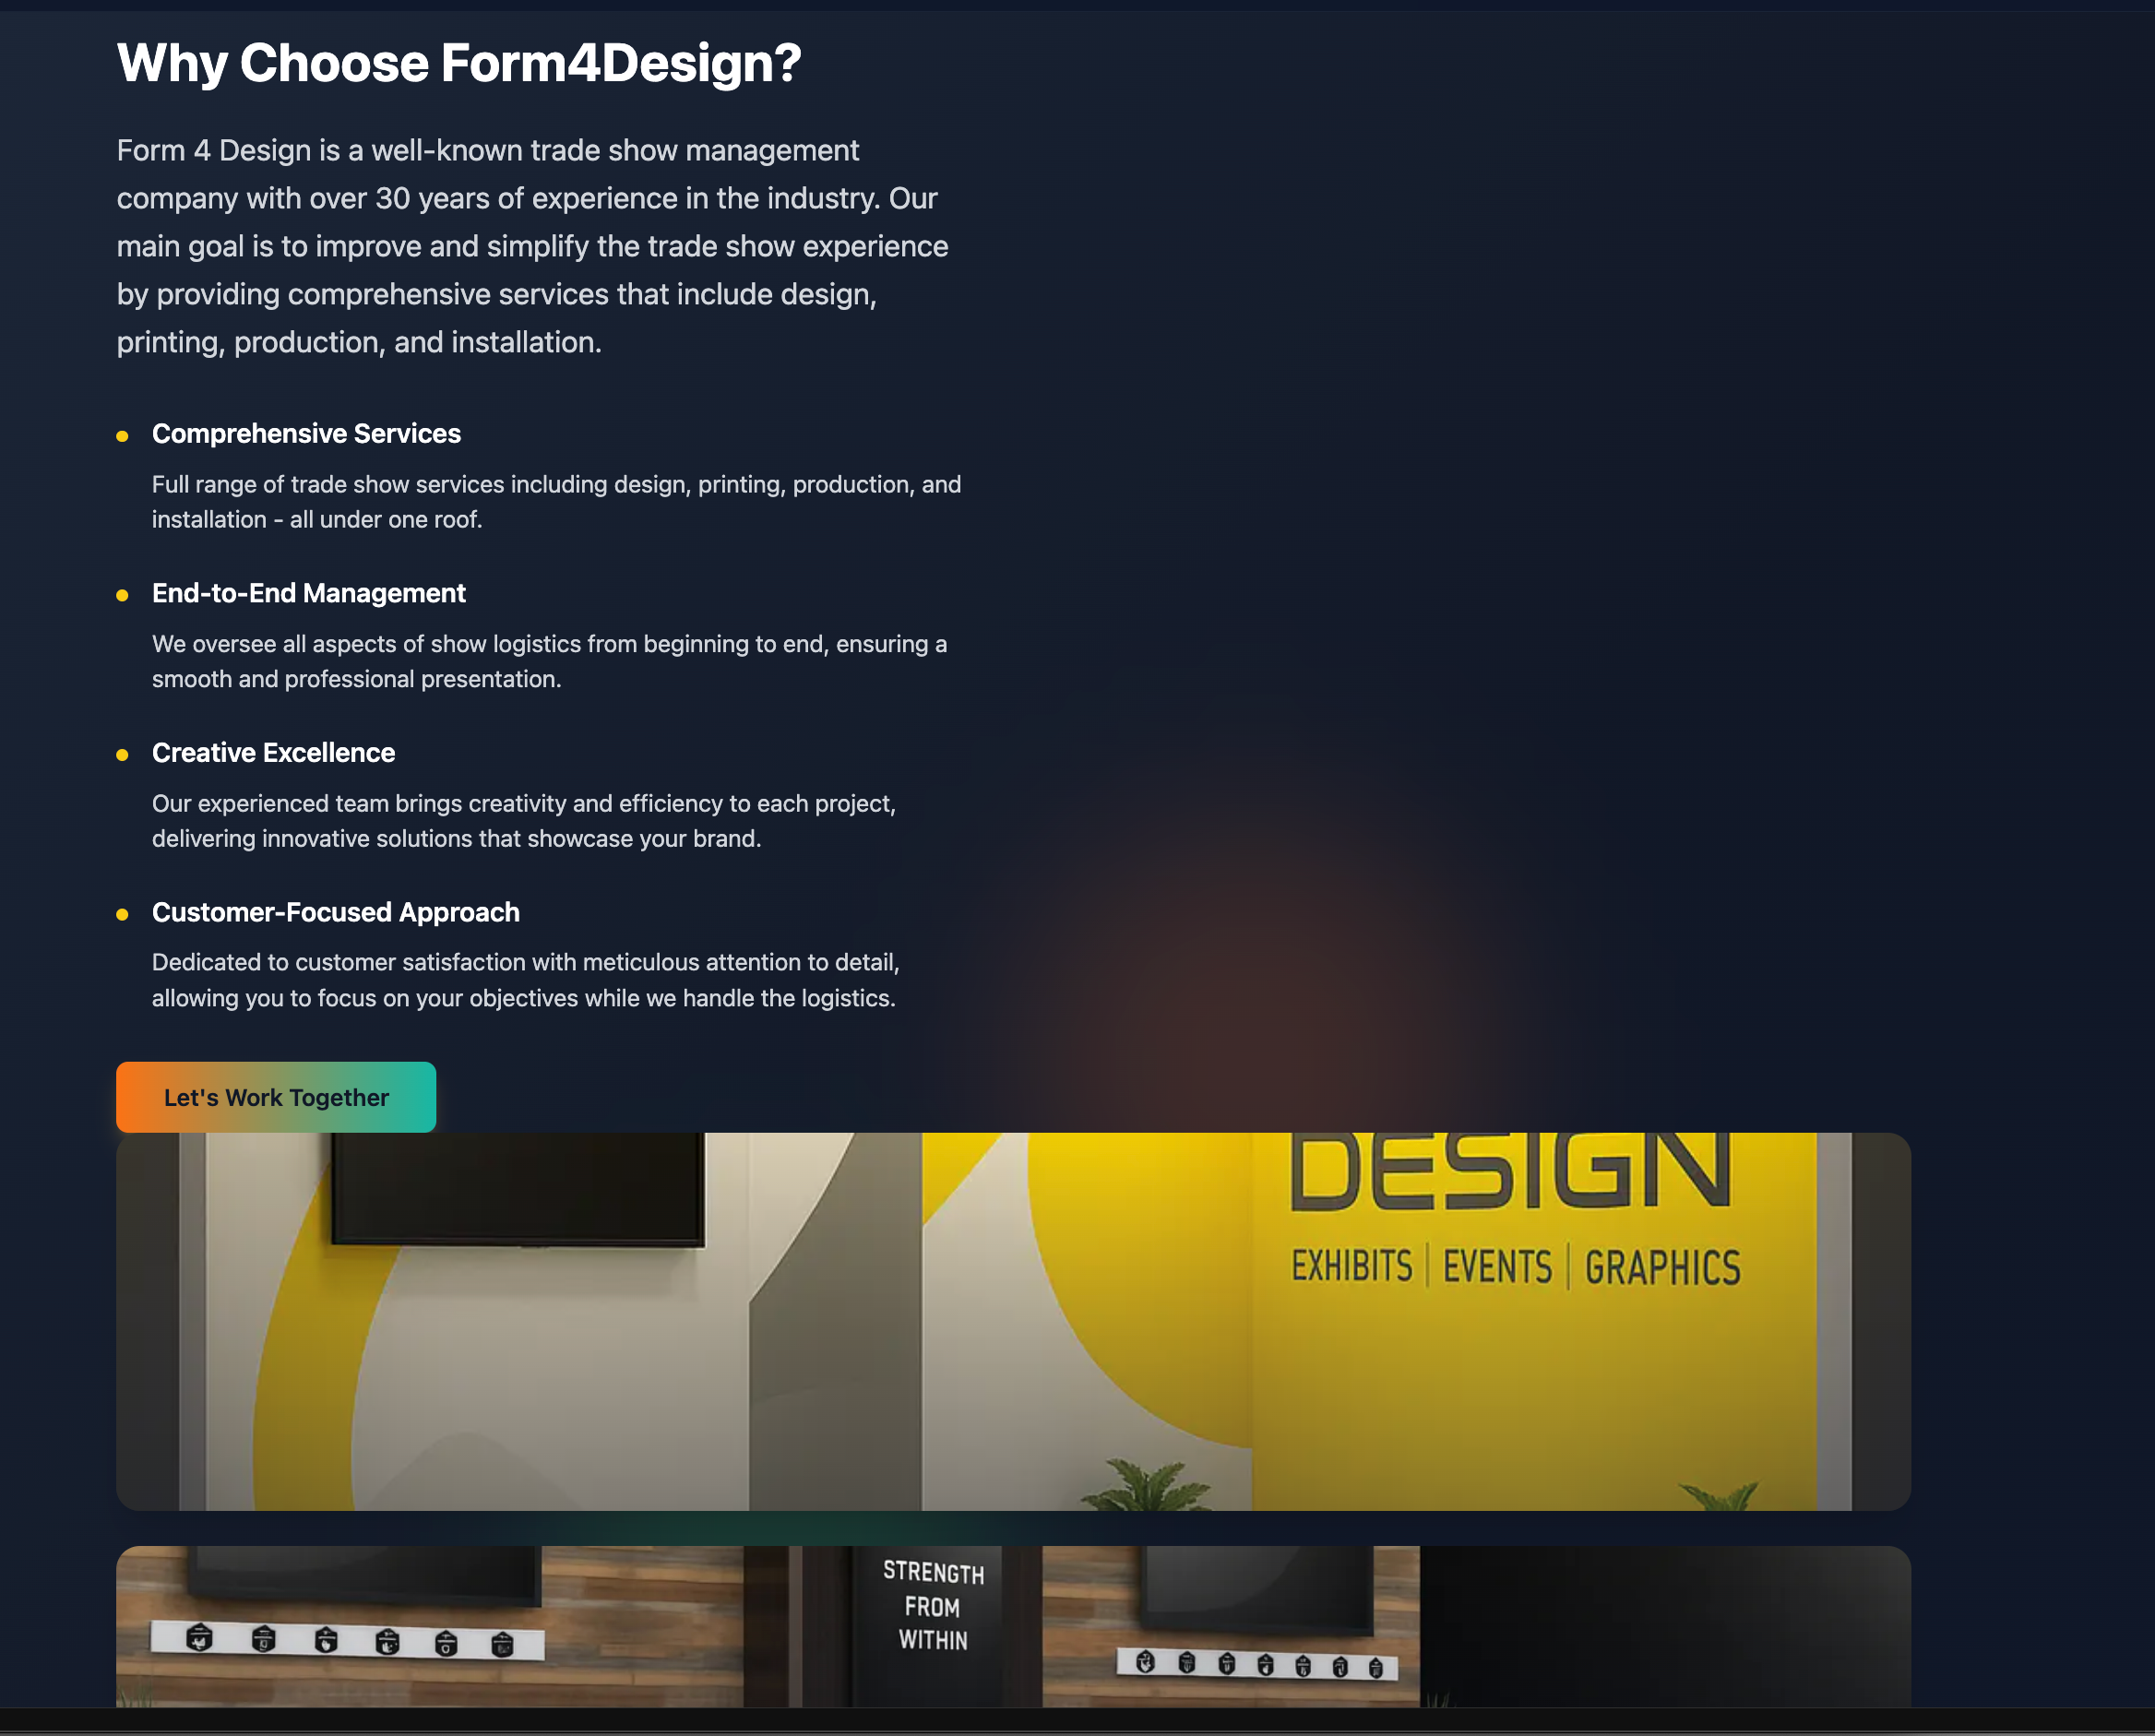 Why Choose Form4Design?
Form 4 Design is a well-known trade show management
company with over 30 years of experience in the industry. Our
main goal is to improve and simplify the trade show experience
by providing comprehensive services that include design,
printing, production, and installation.
Comprehensive Services
Full range of trade show services including design, printing, production, and
installation - all under one roof.
End-to-End Management
We oversee all aspects of show logistics from beginning to end, ensuring a
smooth and professional presentation.
Creative Excellence
Our experienced team brings creativity and efficiency to each project,
delivering innovative solutions that showcase your brand.
Customer-Focused Approach
Dedicated to customer satisfaction with meticulous attention to detail,
allowing you to focus on your objectives while we handle the logistics.
Let's Work Together
DESIGN
EXHIBITS | EVENTS | GRAPHICS
STRENGTH
FROM
WITHIN